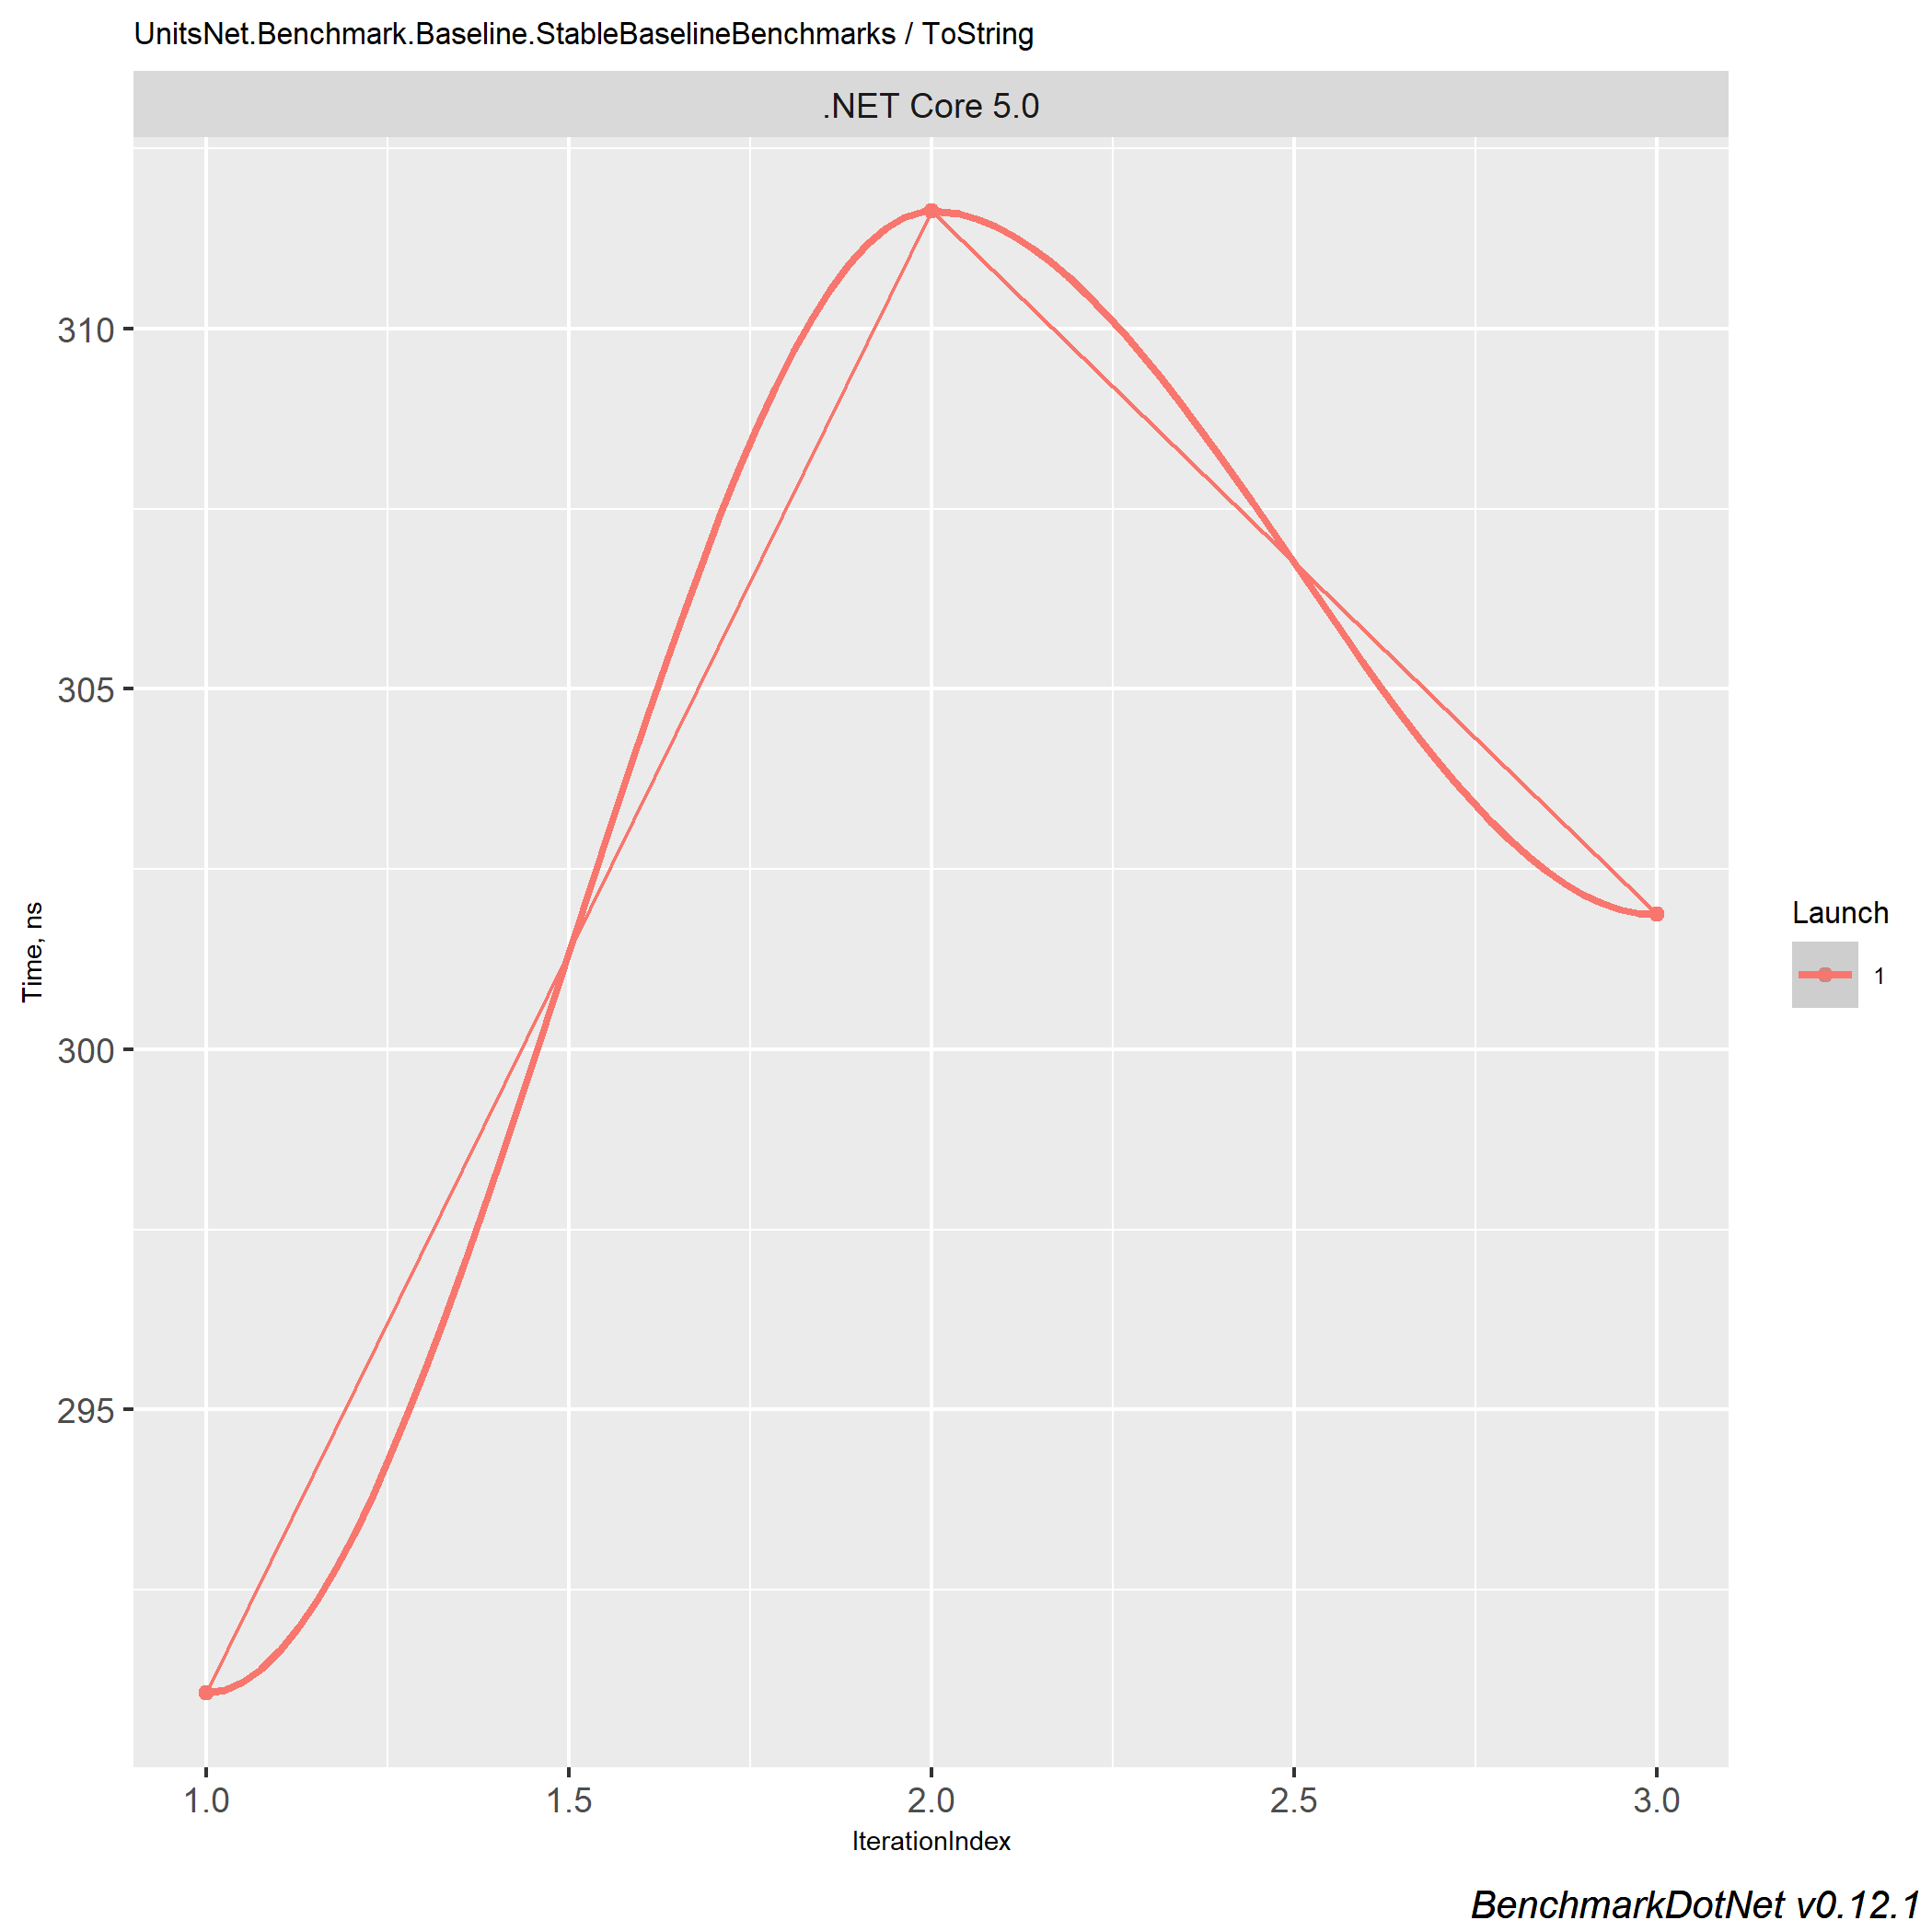 UnitsNet.Benchmark.Baseline.StableBaselineBenchmarks / ToString
.NET Core 5.0
310
305
300
295
Time, ns
1.0 1.5 2.0 2.5 3.0
IterationIndex
Launch
1
BenchmarkDotNet v0.12.1